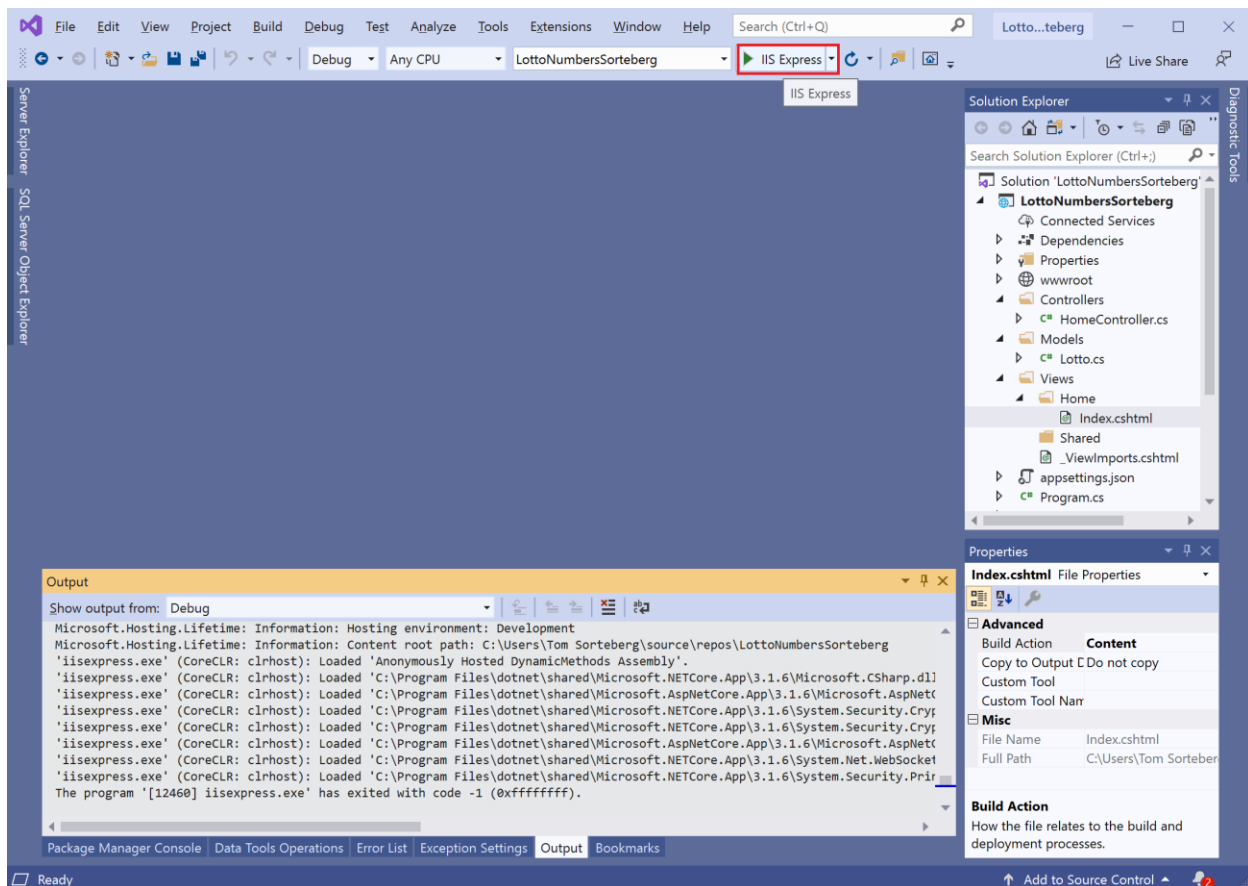 File Edit View Project Build Debug Test Analyze Tools Extensions Window Help Search (Ctrl+Q) Lotto...teberg
Debug Any CPU LottoNumbersSorteberg IIS Express Live Share
IIS Express
Server Explorer
SQL Server Object Explorer
Diagnostic Tools
Solution Explorer
Search Solution Explorer (Ctrl+;)
Solution 'LottoNumbersSorteberg'
LottoNumbersSorteberg
Connected Services
Dependencies
Properties
wwwroot
Controllers
C# HomeController.cs
Models
C# Lotto.cs
Views
Home
Index.cshtml
Shared
_ViewImports.cshtml
appsettings.json
C# Program.cs
Output
Show output from: Debug
Microsoft.Hosting.Lifetime: Information: Hosting environment: Development
Microsoft.Hosting.Lifetime: Information: Content root path: C:\Users\Tom Sorteberg\source\repos\LottoNumbersSorteberg
'iisexpress.exe' (CoreCLR: clrhost): Loaded 'Anonymously Hosted DynamicMethods Assembly'.
'iisexpress.exe' (CoreCLR: clrhost): Loaded 'C:\Program Files\dotnet\shared\Microsoft.NETCore.App\3.1.6\Microsoft.CSharp.dll
'iisexpress.exe' (CoreCLR: clrhost): Loaded 'C:\Program Files\dotnet\shared\Microsoft.AspNetCore.App\3.1.6\Microsoft.AspNetC
'iisexpress.exe' (CoreCLR: clrhost): Loaded 'C:\Program Files\dotnet\shared\Microsoft.NETCore.App\3.1.6\System.Security.Cryp
'iisexpress.exe' (CoreCLR: clrhost): Loaded 'C:\Program Files\dotnet\shared\Microsoft.NETCore.App\3.1.6\System.Security.Cryp
'iisexpress.exe' (CoreCLR: clrhost): Loaded 'C:\Program Files\dotnet\shared\Microsoft.AspNetCore.App\3.1.6\Microsoft.AspNetC
'iisexpress.exe' (CoreCLR: clrhost): Loaded 'C:\Program Files\dotnet\shared\Microsoft.NETCore.App\3.1.6\System.Net.WebSocket
'iisexpress.exe' (CoreCLR: clrhost): Loaded 'C:\Program Files\dotnet\shared\Microsoft.NETCore.App\3.1.6\System.Security.Prir
The program '[12460] iisexpress.exe' has exited with code -1 (0xffffffff).
Package Manager Console Data Tools Operations Error List Exception Settings Output Bookmarks
Properties
Index.cshtml File Properties
Advanced
Build Action Content
Copy to Output D Do not copy
Custom Tool
Custom Tool Nam
Misc
File Name Index.cshtml
Full Path C:\Users\Tom Sorteber
Build Action
How the file relates to the build and
deployment processes.
Ready Add to Source Control 2